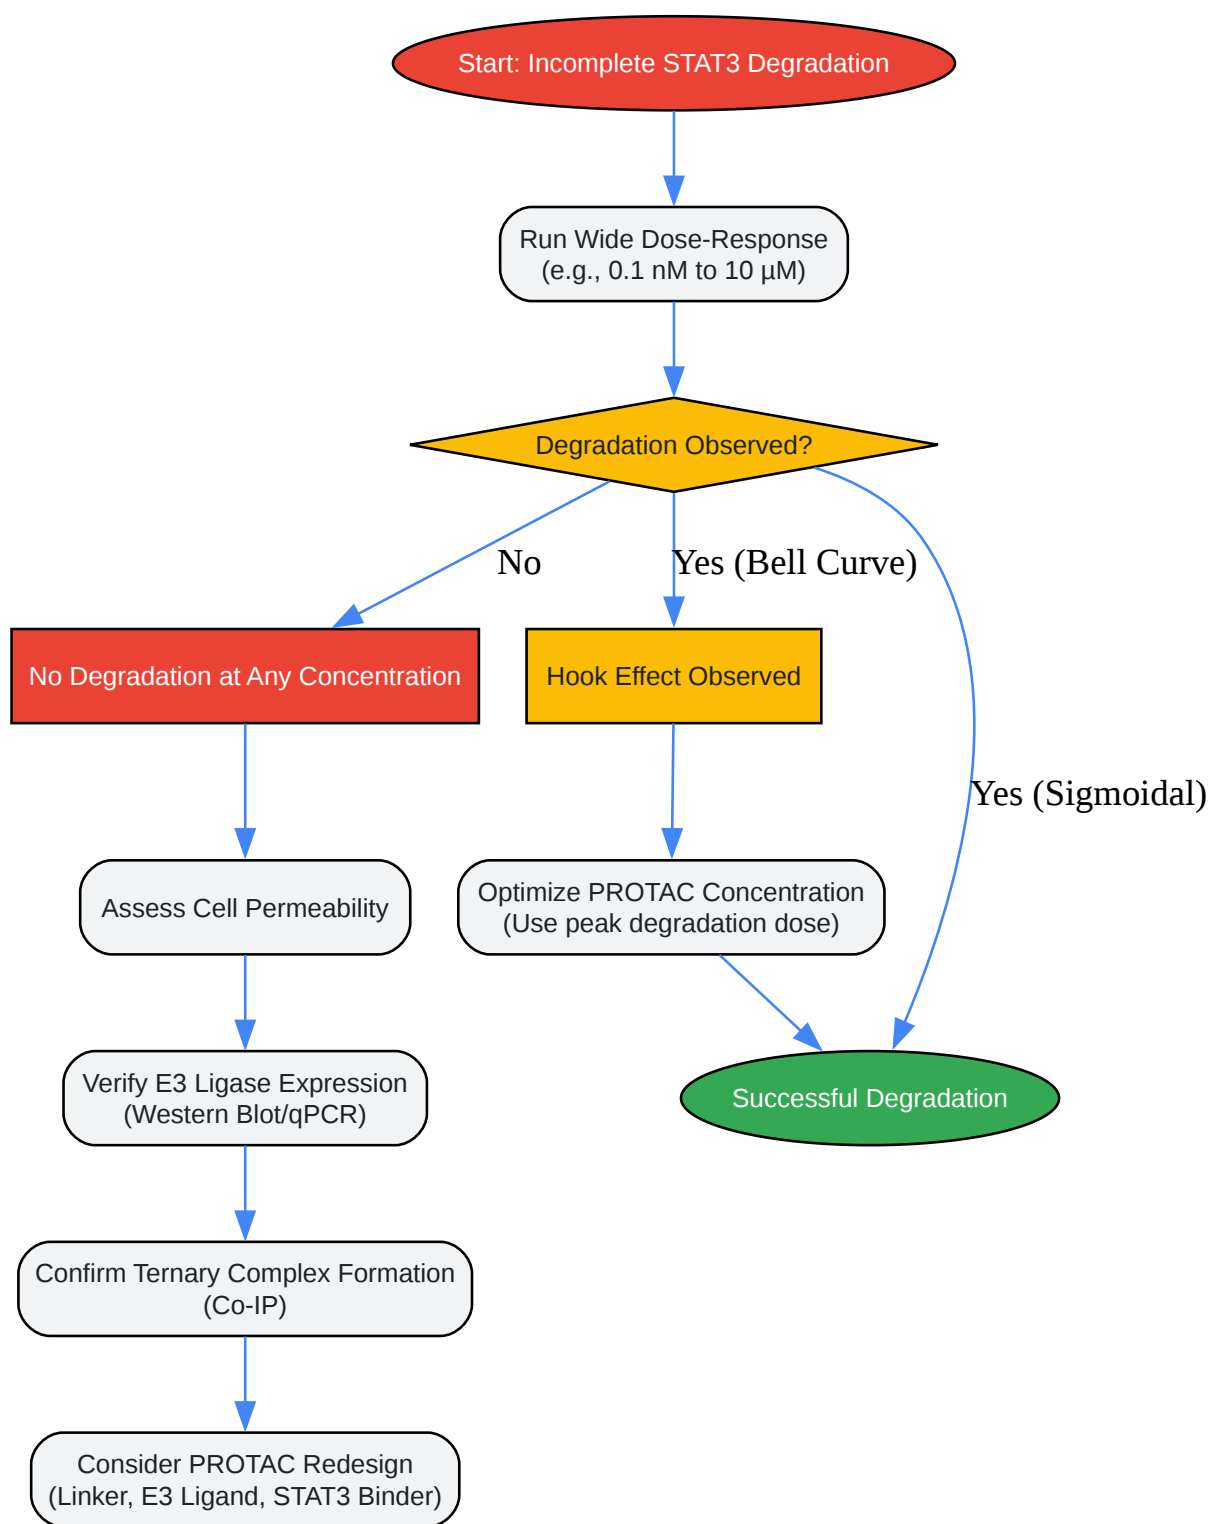 Start: Incomplete STAT3 Degradation
Run Wide Dose-Response
(e.g., 0.1 nM to 10 µM)
Degradation Observed?
No
Yes (Bell Curve)
No Degradation at Any Concentration
Hook Effect Observed
Yes (Sigmoidal)
Assess Cell Permeability
Optimize PROTAC Concentration
(Use peak degradation dose)
Verify E3 Ligase Expression
(Western Blot/qPCR)
Successful Degradation
Confirm Ternary Complex Formation
(Co-IP)
Consider PROTAC Redesign
(Linker, E3 Ligand, STAT3 Binder)